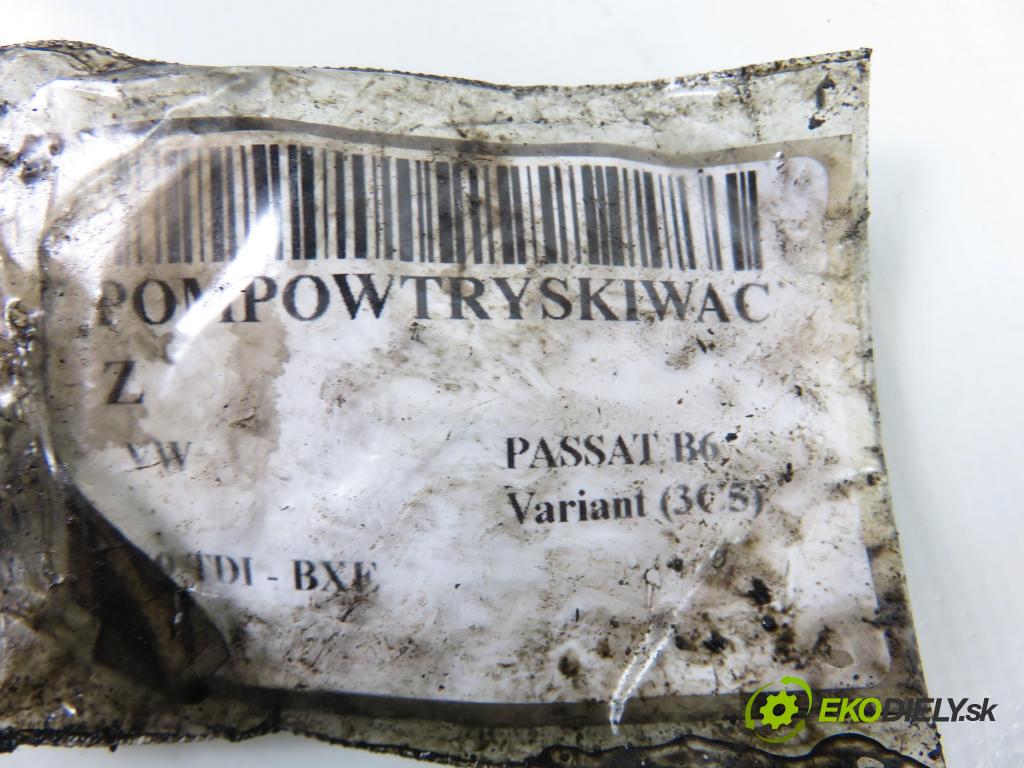 POMPOWTRYSKIWAC
Z
VW PASSAT B6
Variant (3C5)
TDI - BXE
EKODIELY.sk